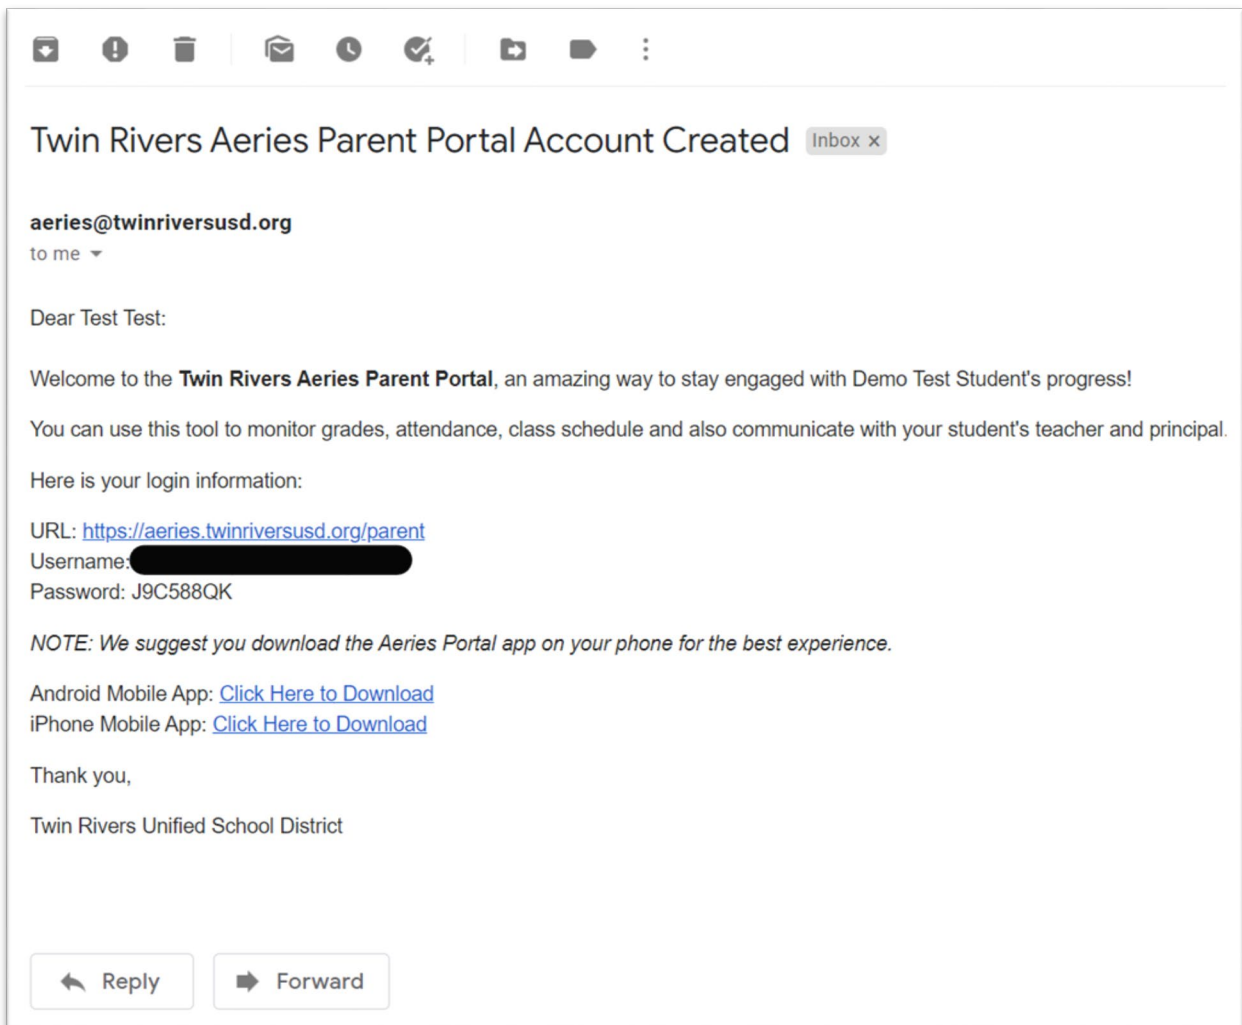 Twin Rivers Aeries Parent Portal Account Created Inbox x
aeries@twinriversusd.org
to me
Dear Test Test:
Welcome to the Twin Rivers Aeries Parent Portal, an amazing way to stay engaged with Demo Test Student's progress!
You can use this tool to monitor grades, attendance, class schedule and also communicate with your student's teacher and principal.
Here is your login information:
URL: https://aeries.twinriversusd.org/parent
Username:
Password: J9C588QK
NOTE: We suggest you download the Aeries Portal app on your phone for the best experience.
Android Mobile App: Click Here to Download
iPhone Mobile App: Click Here to Download
Thank you,
Twin Rivers Unified School District
Reply Forward